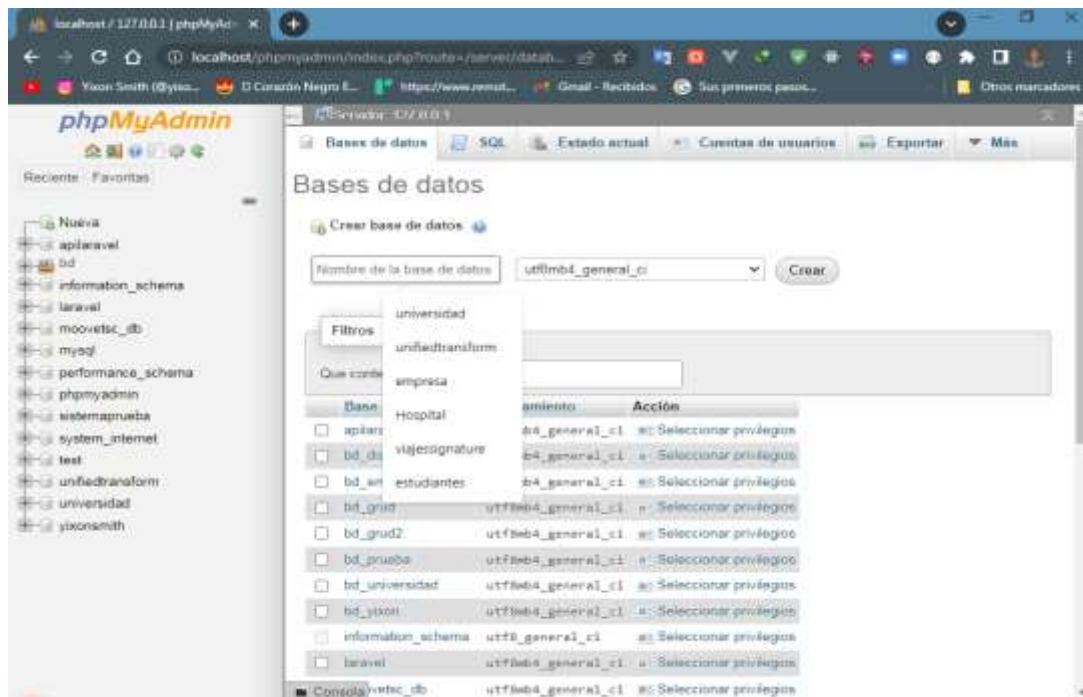 localhost / 127.0.0.1 | phpMyAd
localhost/phpmyadmin/index.php?route=/server/datab...
Yixon Smith (@yixo...
El Corazón Negro E...
https://www.remot...
Gmail - Recibidos
Sus primeros pasos...
Otros marcadores
phpMyAdmin
Reciente Favoritas
Nueva
apilaravel
bd
information_schema
laravel
moovetsc_db
mysql
performance_schema
phpmyadmin
sistemaprueba
system_internet
test
unifiedtransform
universidad
yixonsmith
Servidor: 127.0.0.1
Bases de datos SQL Estado actual Cuentas de usuarios Exportar Más
Bases de datos
Crear base de datos
Nombre de la base de datos utf8mb4_general_ci Crear
universidad
unifiedtransform
empresa
Hospital
viajessignature
estudiantes
Filtros
Que conte
Base amiento Acción
apilara mb4_general_ci Seleccionar privilegios
mb4_general_ci Seleccionar privilegios
mb4_general_ci Seleccionar privilegios
bd_grud utf8mb4_general_ci Seleccionar privilegios
bd_grud2 utf8mb4_general_ci Seleccionar privilegios
bd_prueba utf8mb4_general_ci Seleccionar privilegios
bd_universidad utf8mb4_general_ci Seleccionar privilegios
bd_yixon utf8mb4_general_ci Seleccionar privilegios
information_schema utf8_general_ci Seleccionar privilegios
laravel utf8mb4_general_ci Seleccionar privilegios
Consola vetsc_db utf8mb4_general_ci Seleccionar privilegios